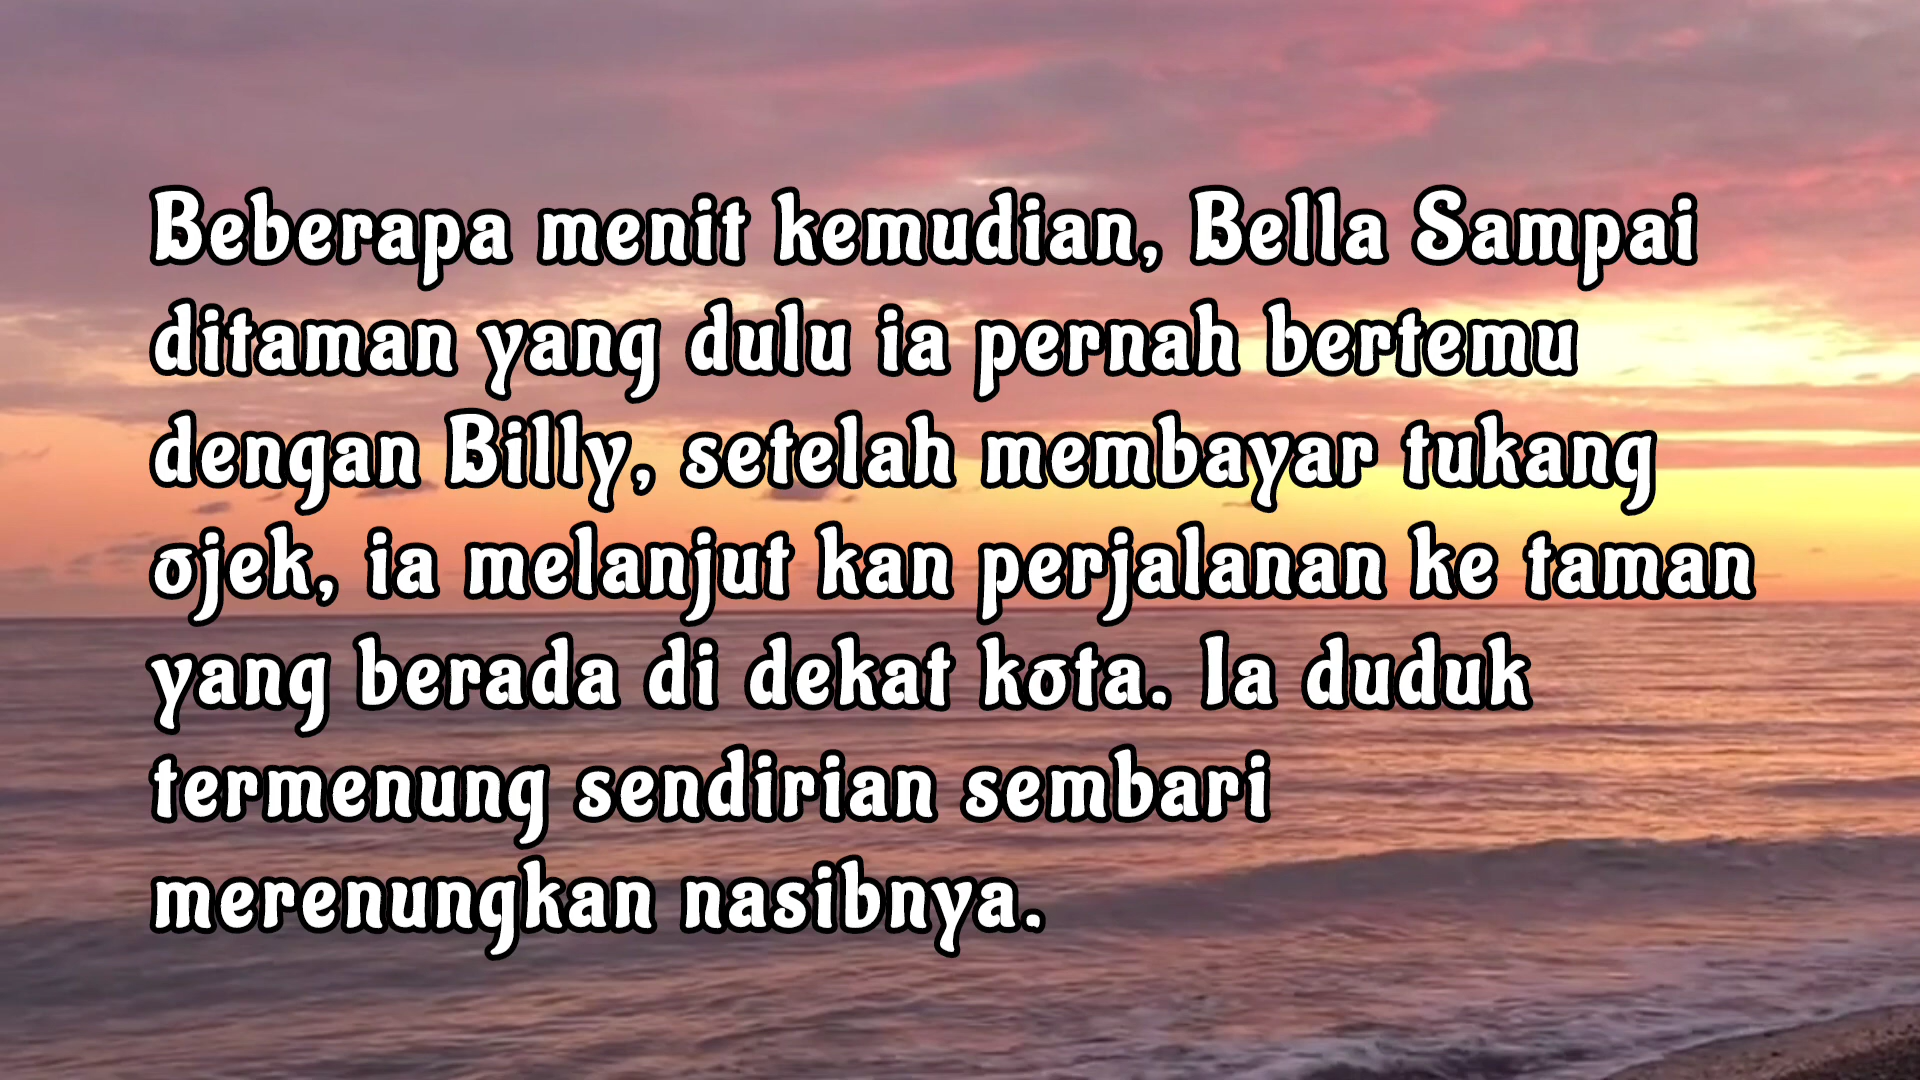 Beberapa menit kemudian, Bella Sampai
ditaman yang dulu ia pernah bertemu
dengan Billy, setelah membayar tukang
ojek, ia melanjut kan perjalanan ke taman
yang berada di dekat kota. Ia duduk
termenung sendirian sembari
merenungkan nasibnya.